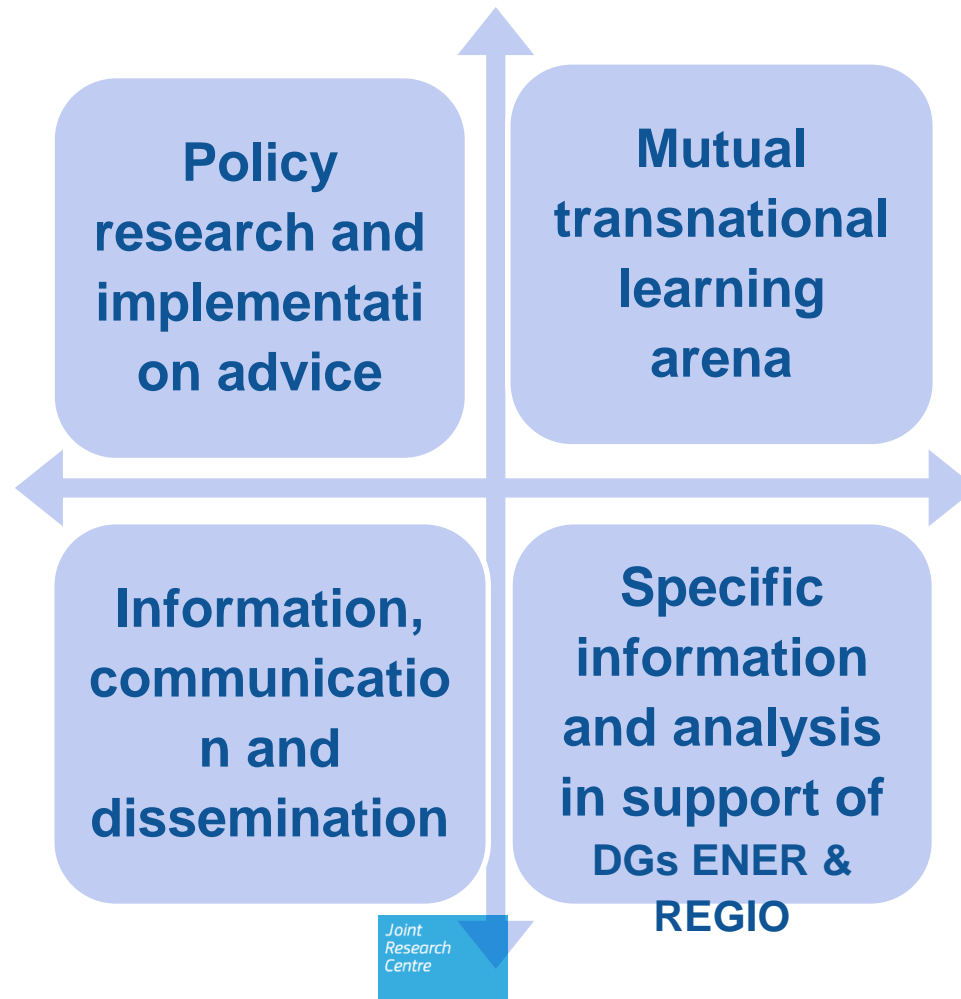 Policy
research and
implementati
on advice
Mutual
transnational
learning
arena
Information,
communicatio
n and
dissemination
Specific
information
and analysis
in support of
DGs ENER &
REGIO
Joint
Research
Centre